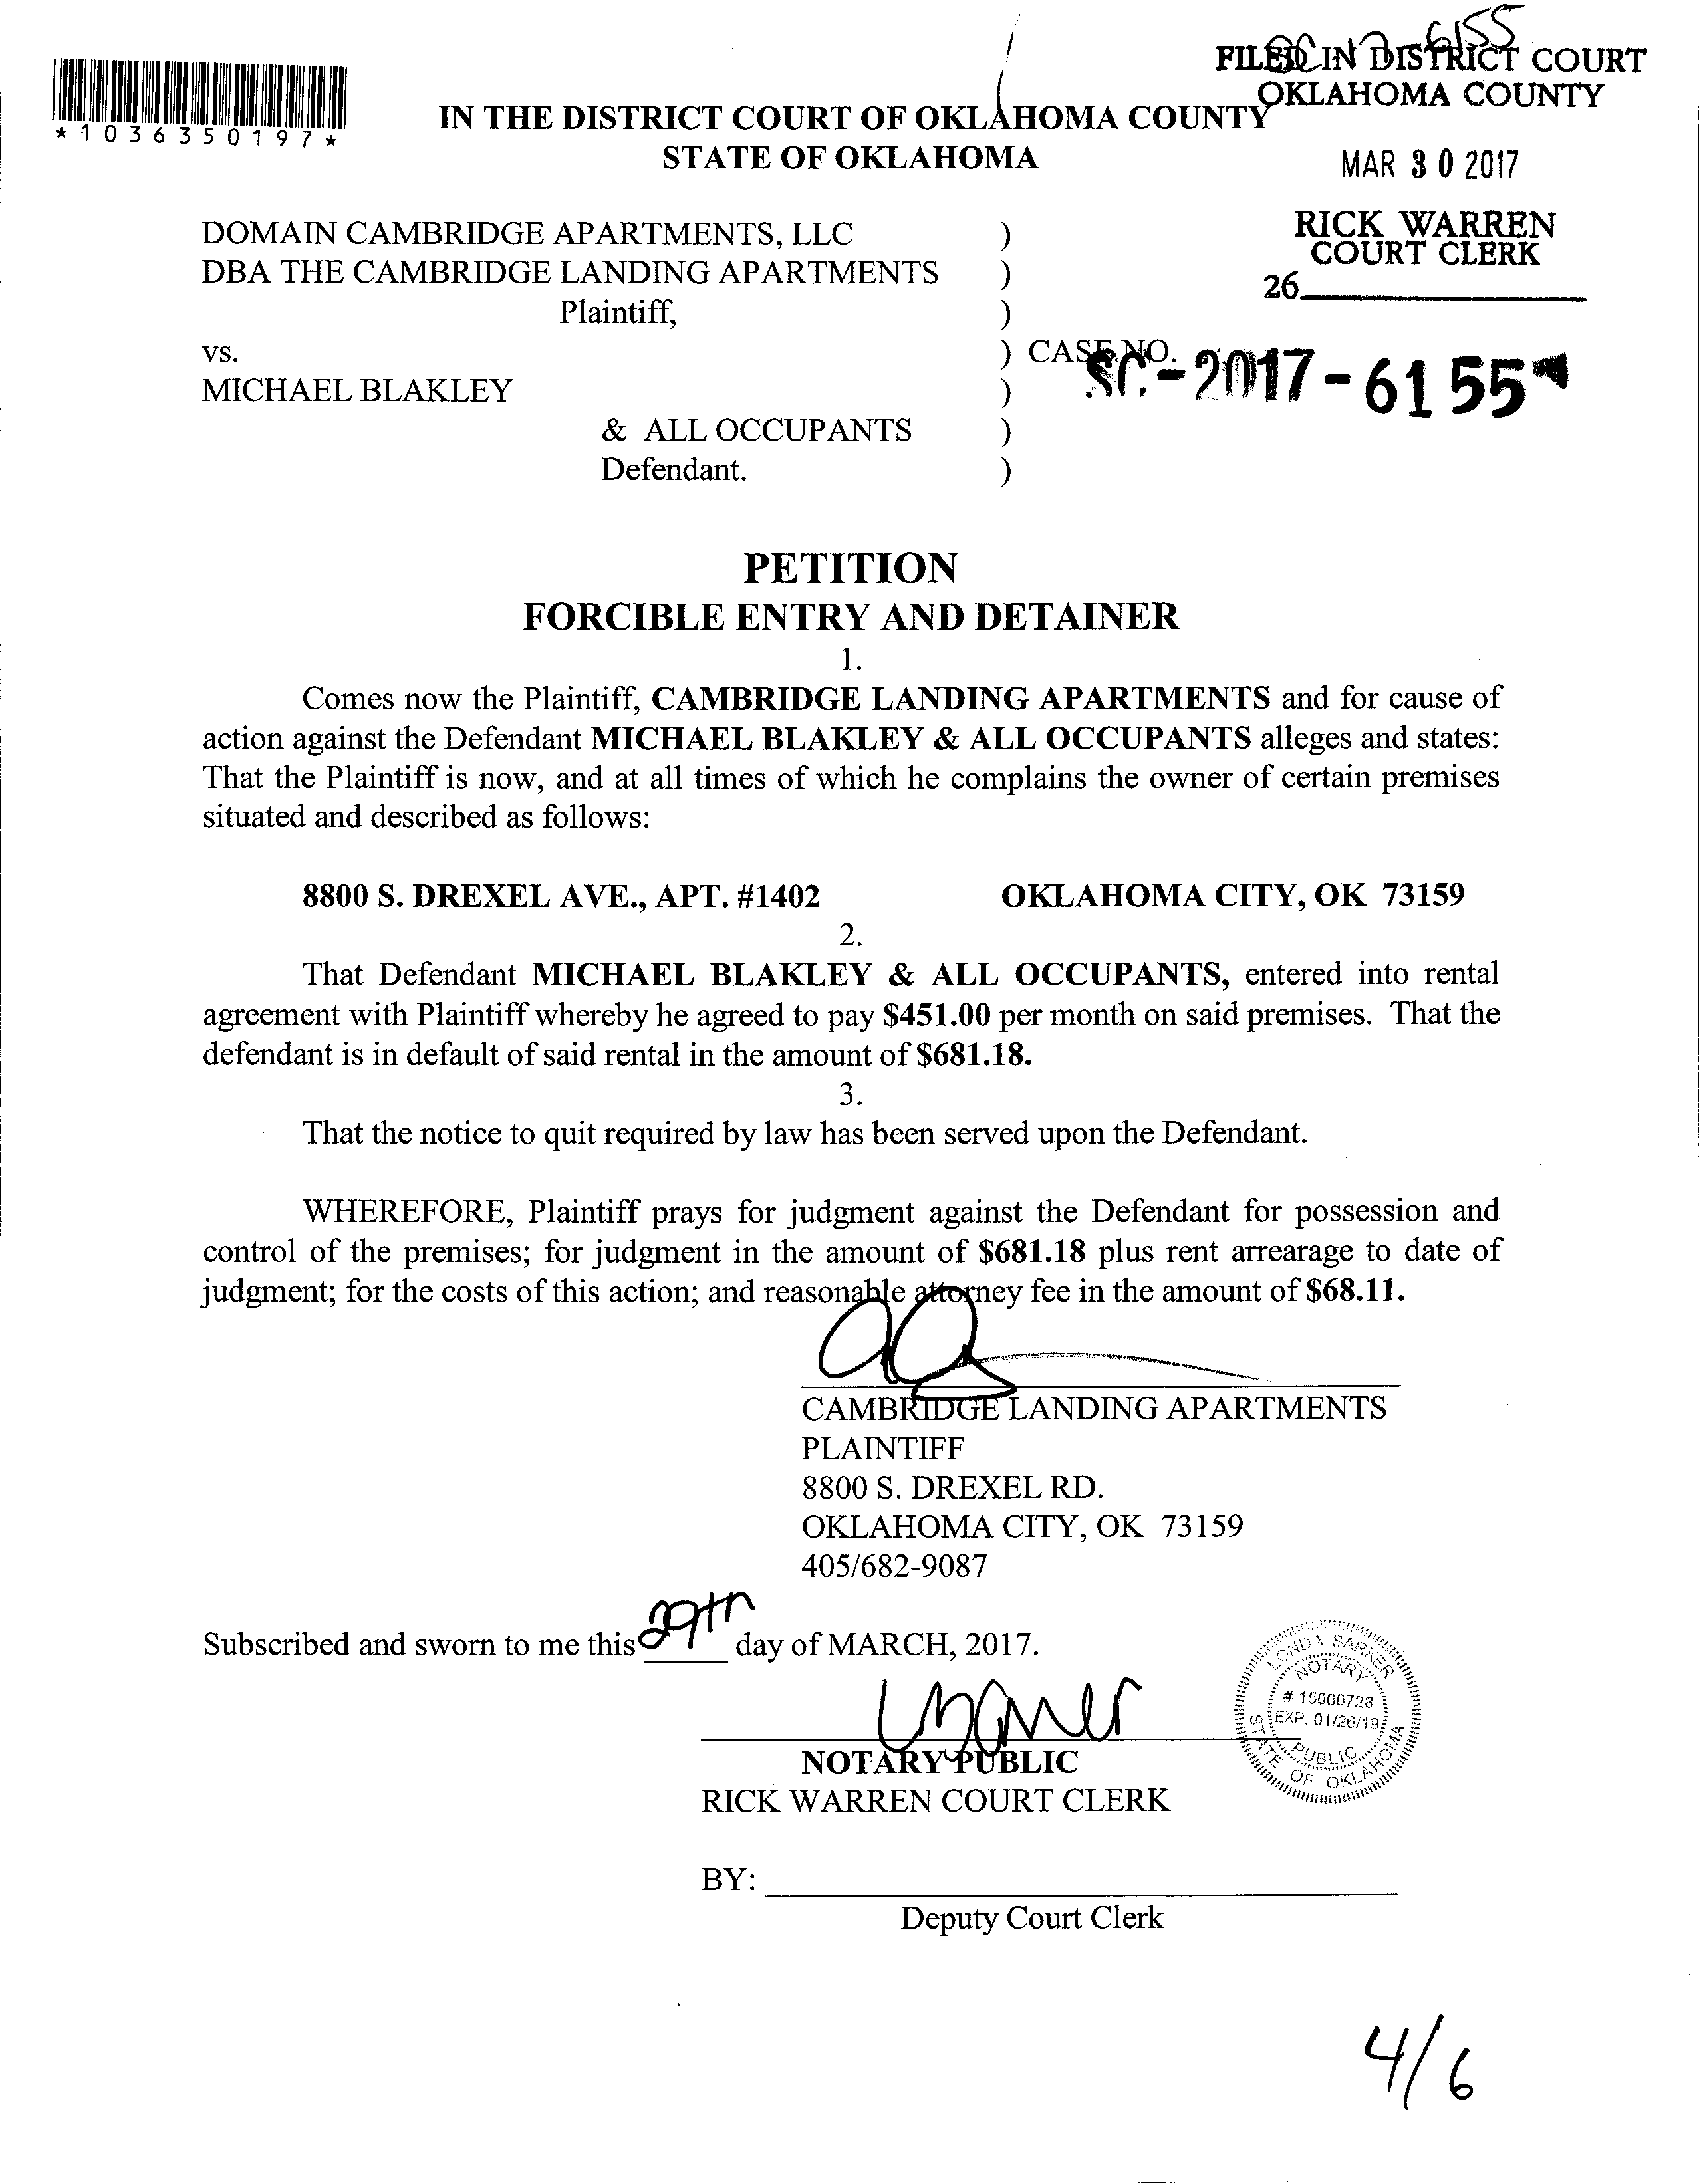 FILED IN DISTRICT COURT
OKLAHOMA COUNTY
*1036350197*
IN THE DISTRICT COURT OF OKLAHOMA COUNTY
STATE OF OKLAHOMA
MAR 30 2017
RICK WARREN
COURT CLERK
26
DOMAIN CAMBRIDGE APARTMENTS, LLC )
DBA THE CAMBRIDGE LANDING APARTMENTS )
Plaintiff, )
vs. ) CASE NO. SC-2017-6155
MICHAEL BLAKLEY )
& ALL OCCUPANTS )
Defendant. )
PETITION
FORCIBLE ENTRY AND DETAINER
1.
Comes now the Plaintiff, CAMBRIDGE LANDING APARTMENTS and for cause of
action against the Defendant MICHAEL BLAKLEY & ALL OCCUPANTS alleges and states:
That the Plaintiff is now, and at all times of which he complains the owner of certain premises
situated and described as follows:
8800 S. DREXEL AVE., APT. #1402 OKLAHOMA CITY, OK 73159
2.
That Defendant MICHAEL BLAKLEY & ALL OCCUPANTS, entered into rental
agreement with Plaintiff whereby he agreed to pay $451.00 per month on said premises. That the
defendant is in default of said rental in the amount of $681.18.
3.
That the notice to quit required by law has been served upon the Defendant.
WHEREFORE, Plaintiff prays for judgment against the Defendant for possession and
control of the premises; for judgment in the amount of $681.18 plus rent arrearage to date of
judgment; for the costs of this action; and reasonable attorney fee in the amount of $68.11.
CAMBRIDGE LANDING APARTMENTS
PLAINTIFF
8800 S. DREXEL RD.
OKLAHOMA CITY, OK 73159
405/682-9087
Subscribed and sworn to me this 29th day of MARCH, 2017.
LONDA BARKER
NOTARY
# 15000728
EXP. 01/26/19
PUBLIC
STATE OF OKLAHOMA
NOTARY PUBLIC
RICK WARREN COURT CLERK
BY:
Deputy Court Clerk
4/6